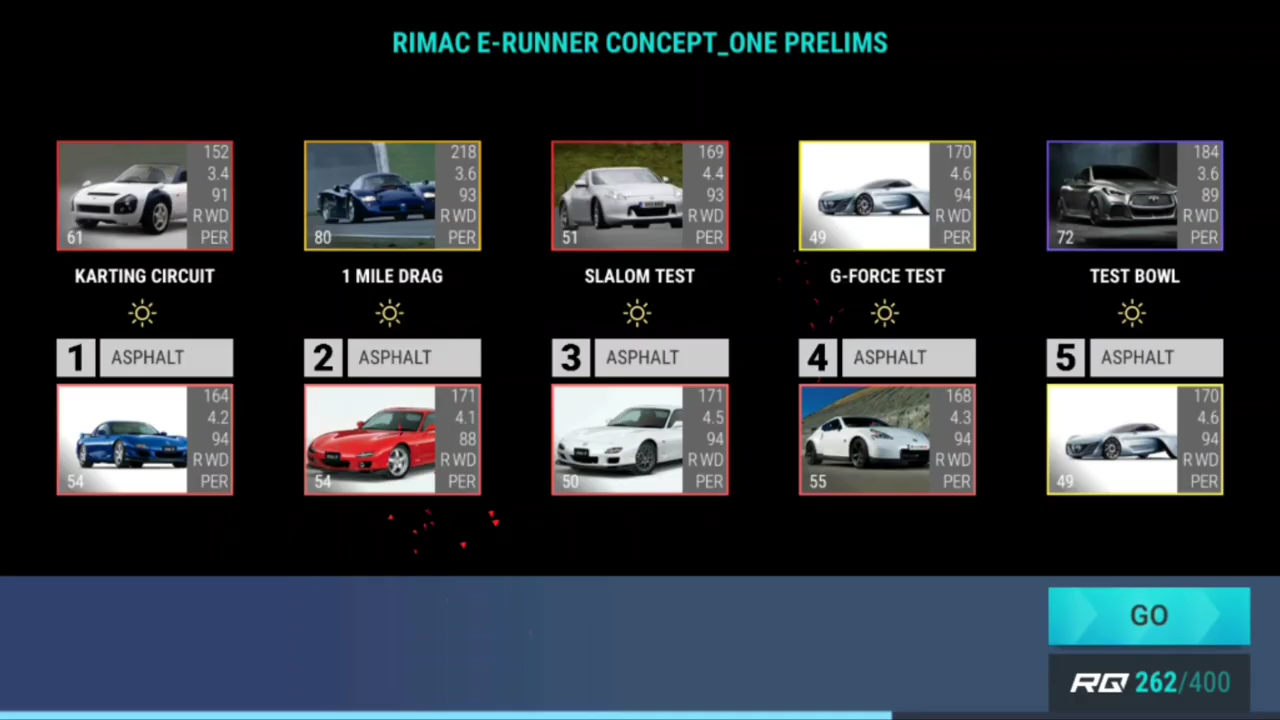 RIMAC E-RUNNER CONCEPT_ONE PRELIMS
152
3.4
91
RWD
PER
61
218
3.6
93
RWD
PER
80
169
4.4
93
RWD
PER
51
170
4.6
94
RWD
PER
49
184
3.6
89
RWD
PER
72
KARTING CIRCUIT
1 MILE DRAG
SLALOM TEST
G-FORCE TEST
TEST BOWL
1 ASPHALT
2 ASPHALT
3 ASPHALT
4 ASPHALT
5 ASPHALT
164
4.2
94
RWD
PER
54
171
4.1
88
RWD
PER
54
171
4.5
94
RWD
PER
50
168
4.3
94
RWD
PER
55
170
4.6
94
RWD
PER
49
GO
RQ 262/400